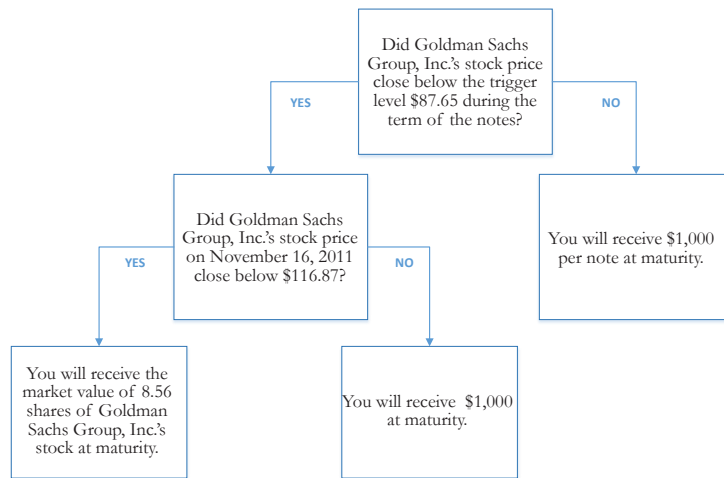 Did Goldman Sachs
Group, Inc.'s stock price
close below the trigger
level $87.65 during the
term of the notes?
YES
NO
Did Goldman Sachs
Group, Inc.'s stock price
on November 16, 2011
close below $116.87?
You will receive $1,000
per note at maturity.
YES
NO
You will receive the
market value of 8.56
shares of Goldman
Sachs Group, Inc.'s
stock at maturity.
You will receive $1,000
at maturity.